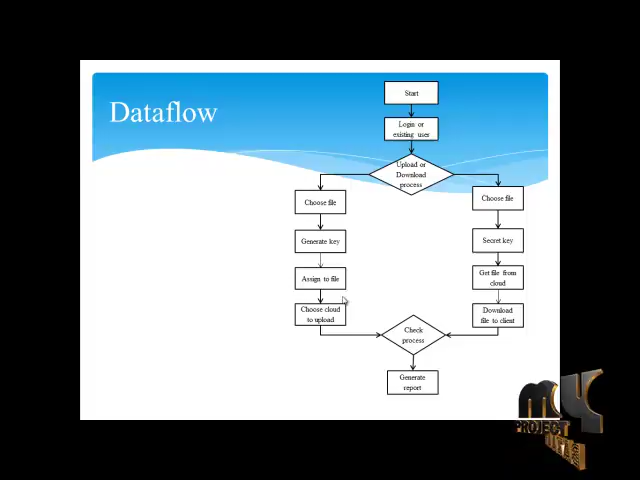 Dataflow
Start
Login or
existing user
Upload or
Download
process
Choose file
Generate key
Assign to file
Choose cloud
to upload
Choose file
Secret key
Get file from
cloud
Download
file to client
Check
process
Generate
report
PROJECT